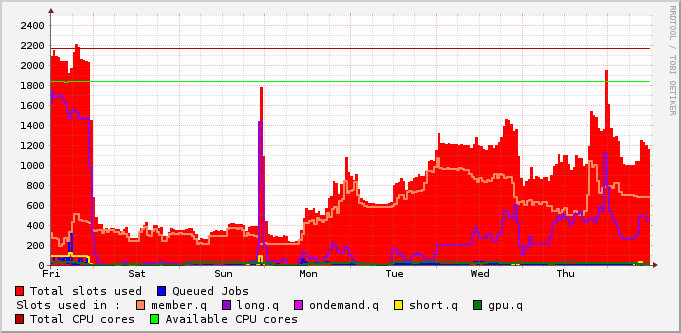 2400
2200
2000
1800
1600
1400
1200
1000
800
600
400
200
0
Fri Sat Sun Mon Tue Wed Thu
Total slots used Queued Jobs
Slots used in : member.q long.q ondemand.q short.q gpu.q
Total CPU cores Available CPU cores
RRDTOOL / TOBI OETIKER